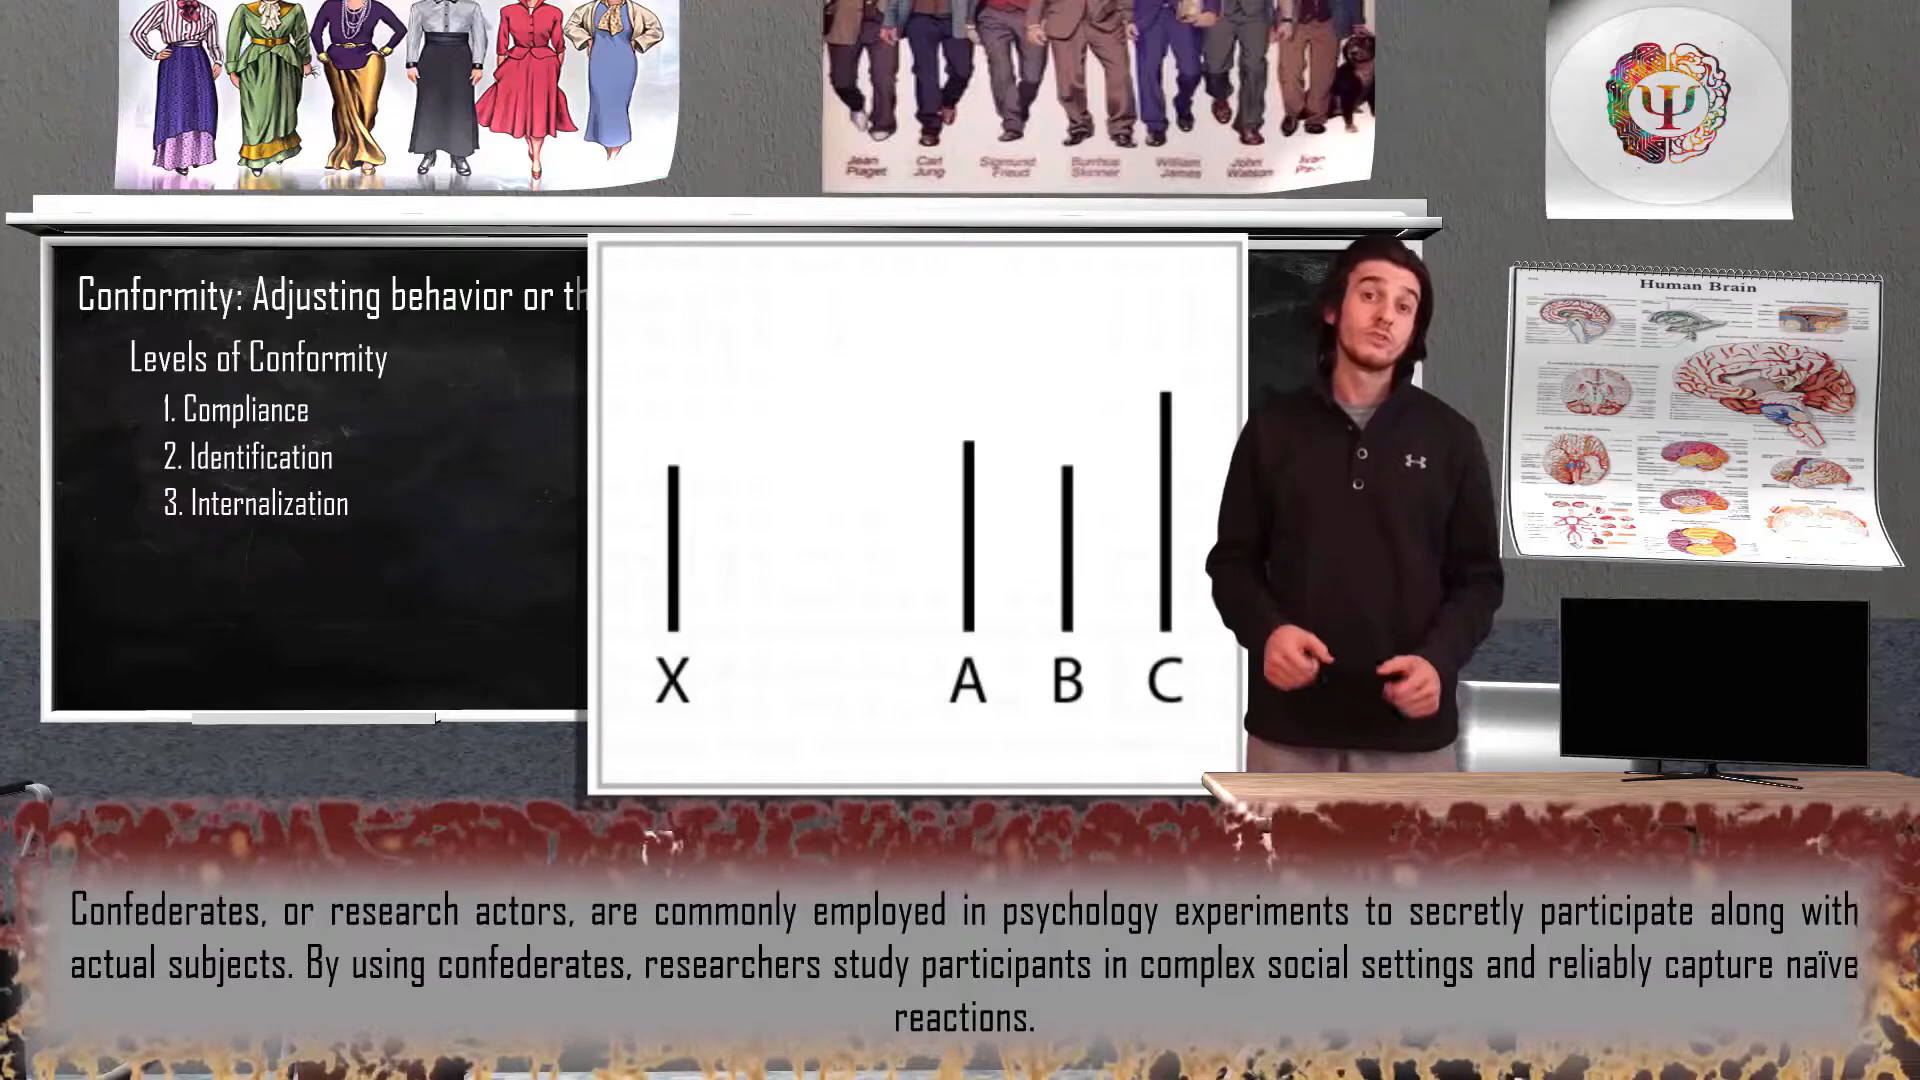 Jean Carl Sigmund Burrhus William John Ivan
Piaget Jung Freud Skinner James Watson
Ψ
Human Brain
Conformity: Adjusting behavior or th
Levels of Conformity
1. Compliance
2. Identification
3. Internalization
X A B C
Confederates, or research actors, are commonly employed in psychology experiments to secretly participate along with
actual subjects. By using confederates, researchers study participants in complex social settings and reliably capture naïve
reactions.